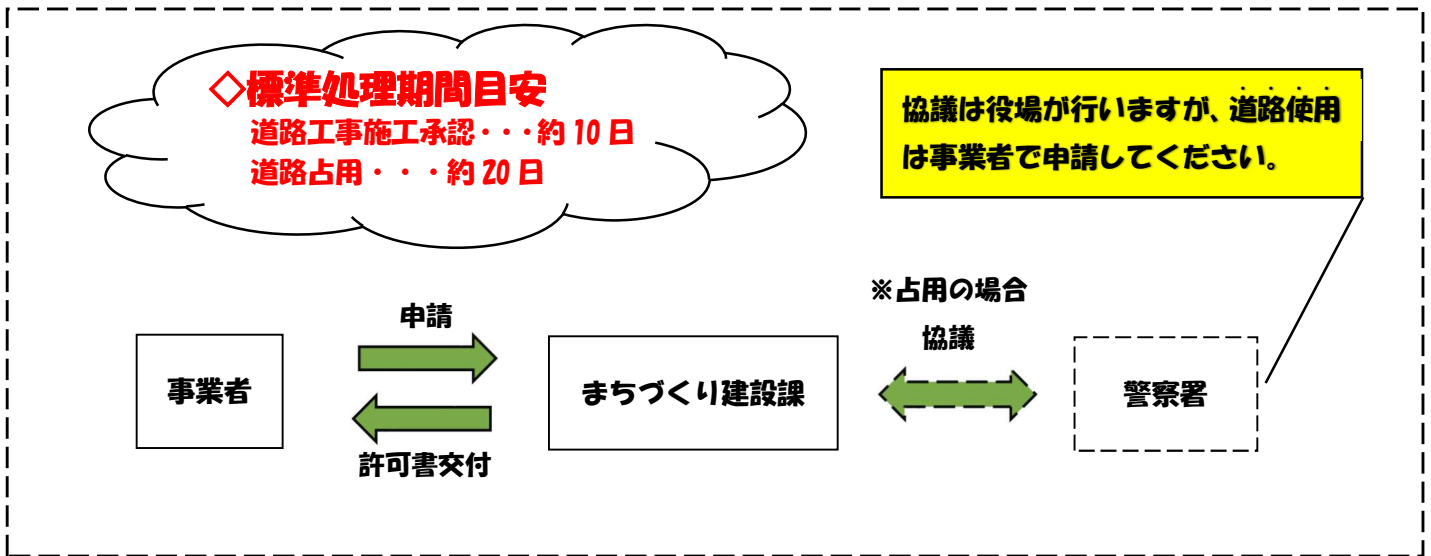 ◇標準処理期間目安
道路工事施工承認・・・約10日
道路占用・・・約20日
協議は役場が行いますが、道路使用
は事業者で申請してください。
※占用の場合
申請
協議
事業者
まちづくり建設課
警察署
許可書交付